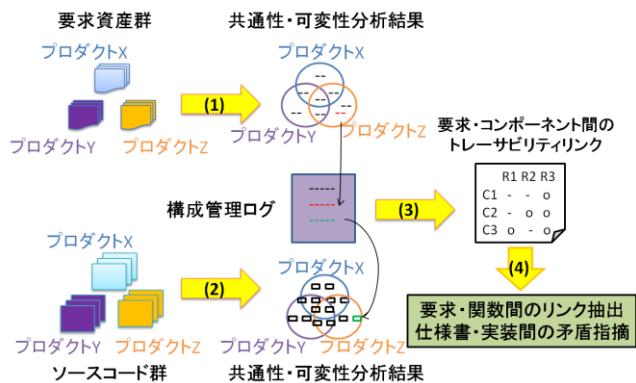 要求資産群
共通性・可変性分析結果
プロダクトX
プロダクトX
(1)
プロダクトY
プロダクトZ
プロダクトY
プロダクトZ
要求・コンポーネント間の
トレーサビリティリンク
R1 R2 R3
C1 - - o
C2 - o o
C3 o - o
構成管理ログ
(3)
プロダクトX
プロダクトX
(2)
(4)
プロダクトY
プロダクトZ
プロダクトY
プロダクトZ
要求・関数間のリンク抽出
仕様書・実装間の矛盾指摘
ソースコード群
共通性・可変性分析結果